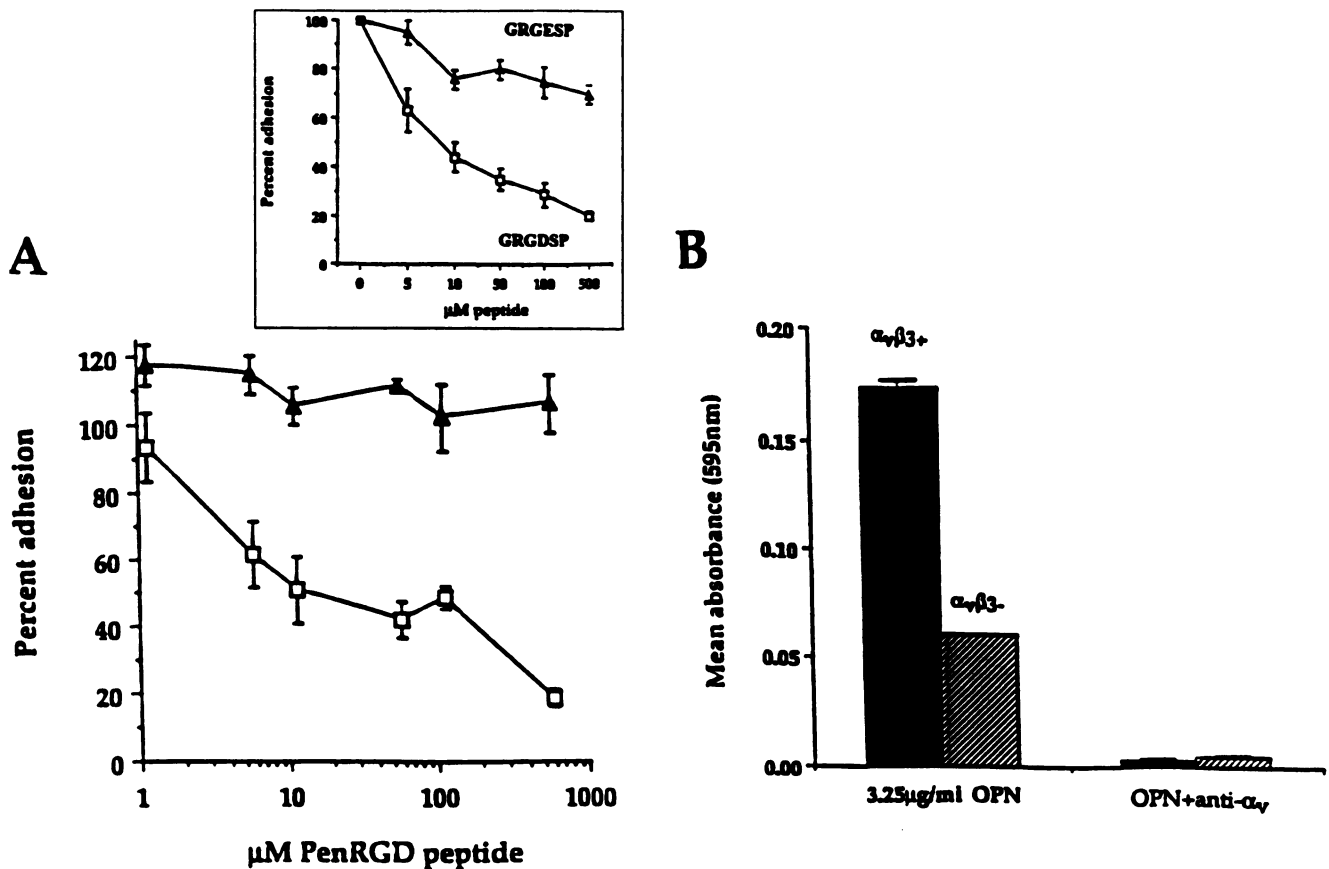 GRGESP
Percent adhesion
100
80
60
40
20
0
GRGDSP
0 5 10 50 100 500
µM peptide
A
Percent adhesion
120
100
80
60
40
20
0
1 10 100 1000
µM PenRGD peptide
B
Mean absorbance (595nm)
0.20
0.15
0.10
0.05
0.00
αvβ3+
αvβ3-
3.25µg/ml OPN
OPN+anti-αv